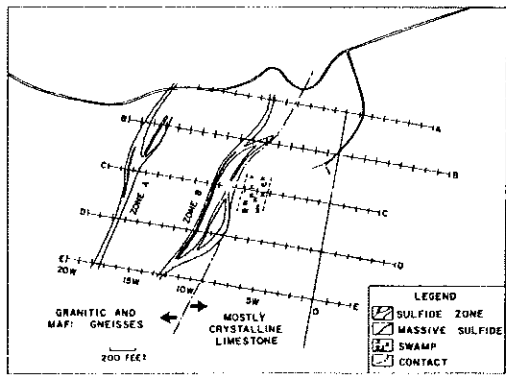 A
B
B
C
C
D
D
E
E
ZONE A
ZONE B
20W
15W
10W
5W
0
GRANITIC AND
MAFI: GNEISSES
MOSTLY
CRYSTALLINE
LIMESTONE
200 FEET
LEGEND
SULFIDE ZONE
MASSIVE SULFIDE
SWAMP
CONTACT